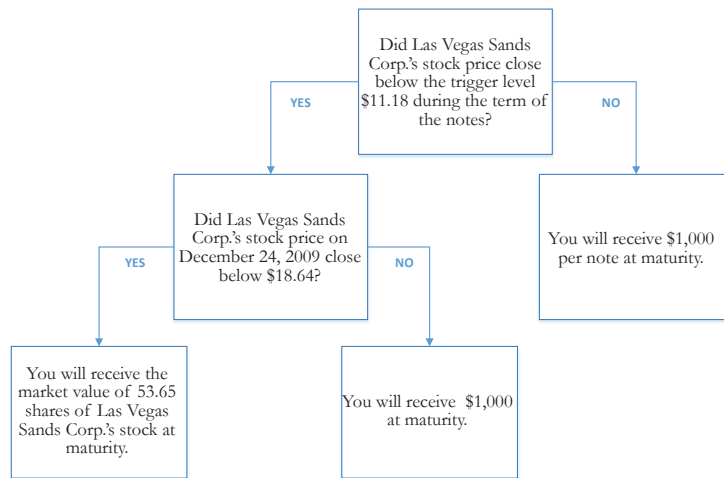 Did Las Vegas Sands
Corp.'s stock price close
below the trigger level
$11.18 during the term of
the notes?
YES
NO
Did Las Vegas Sands
Corp.'s stock price on
December 24, 2009 close
below $18.64?
You will receive $1,000
per note at maturity.
YES
NO
You will receive the
market value of 53.65
shares of Las Vegas
Sands Corp.'s stock at
maturity.
You will receive $1,000
at maturity.